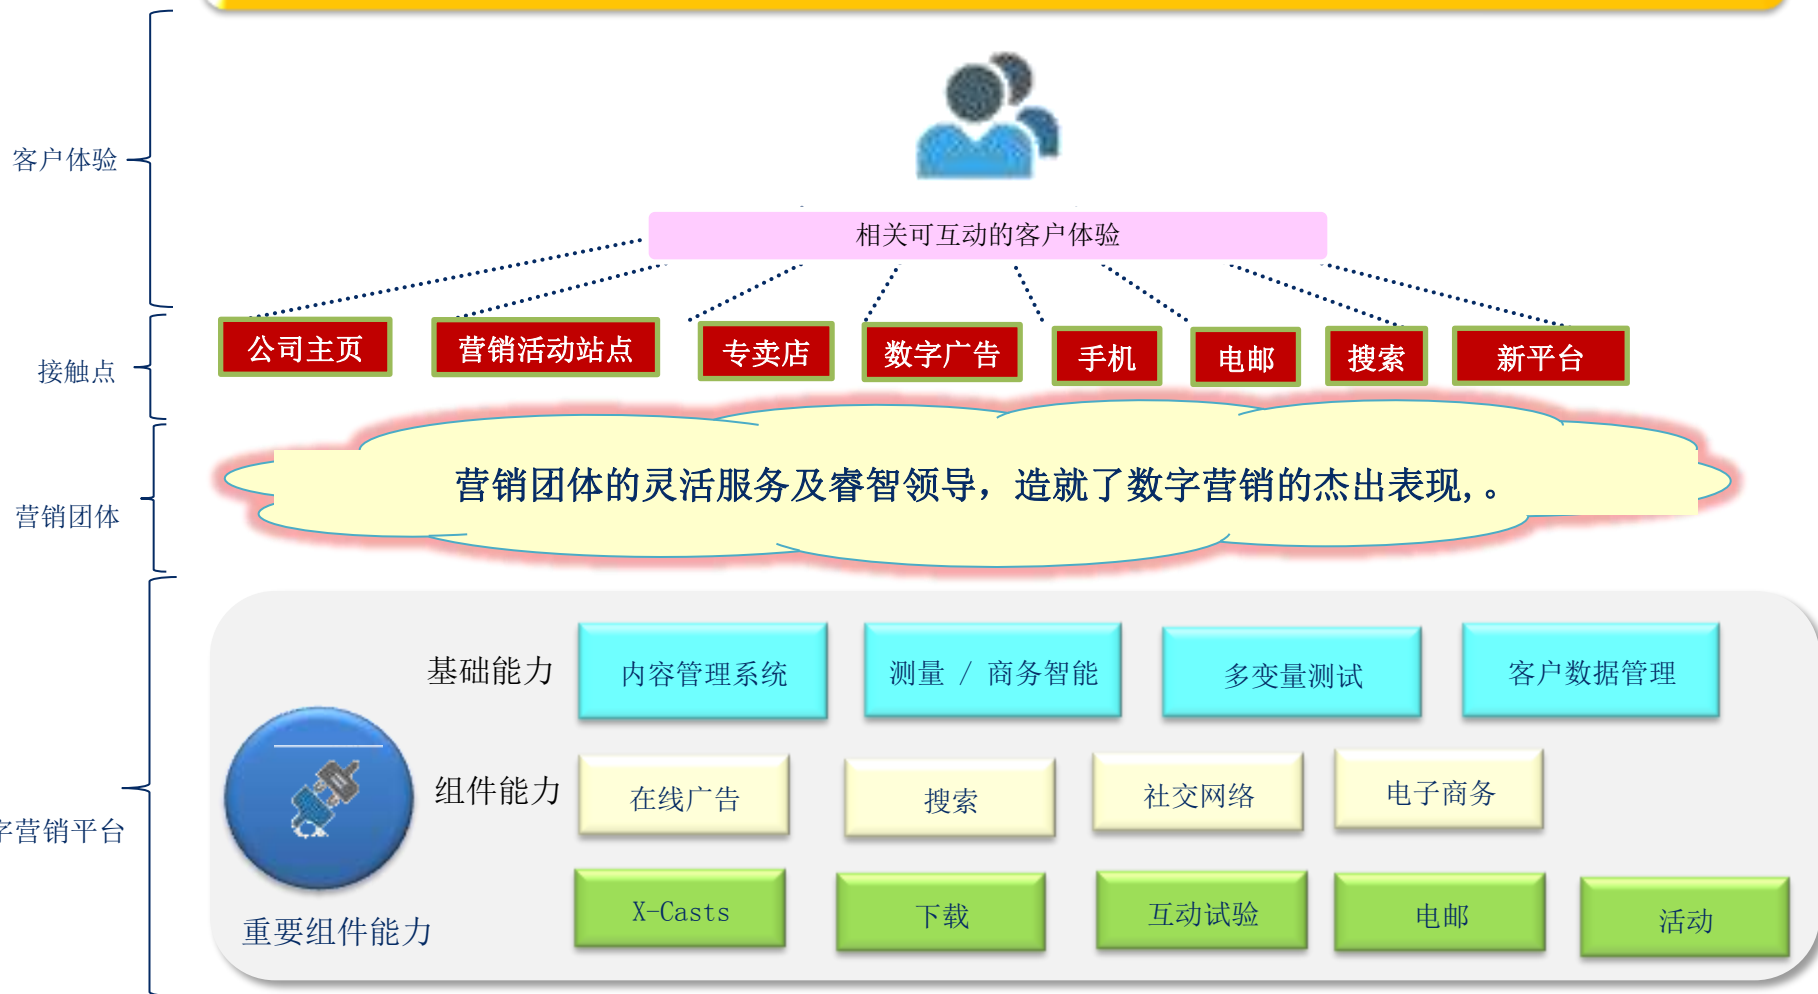 客户体验
相关可互动的客户体验
公司主页
营销活动站点
专卖店
数字广告
手机
电邮
搜索
新平台
接触点
营销团体的灵活服务及睿智领导，造就了数字营销的杰出表现,。
营销团体
基础能力
内容管理系统
测量 / 商务智能
多变量测试
客户数据管理
组件能力
在线广告
搜索
社交网络
电子商务
字营销平台
X-Casts
下载
互动试验
电邮
活动
重要组件能力